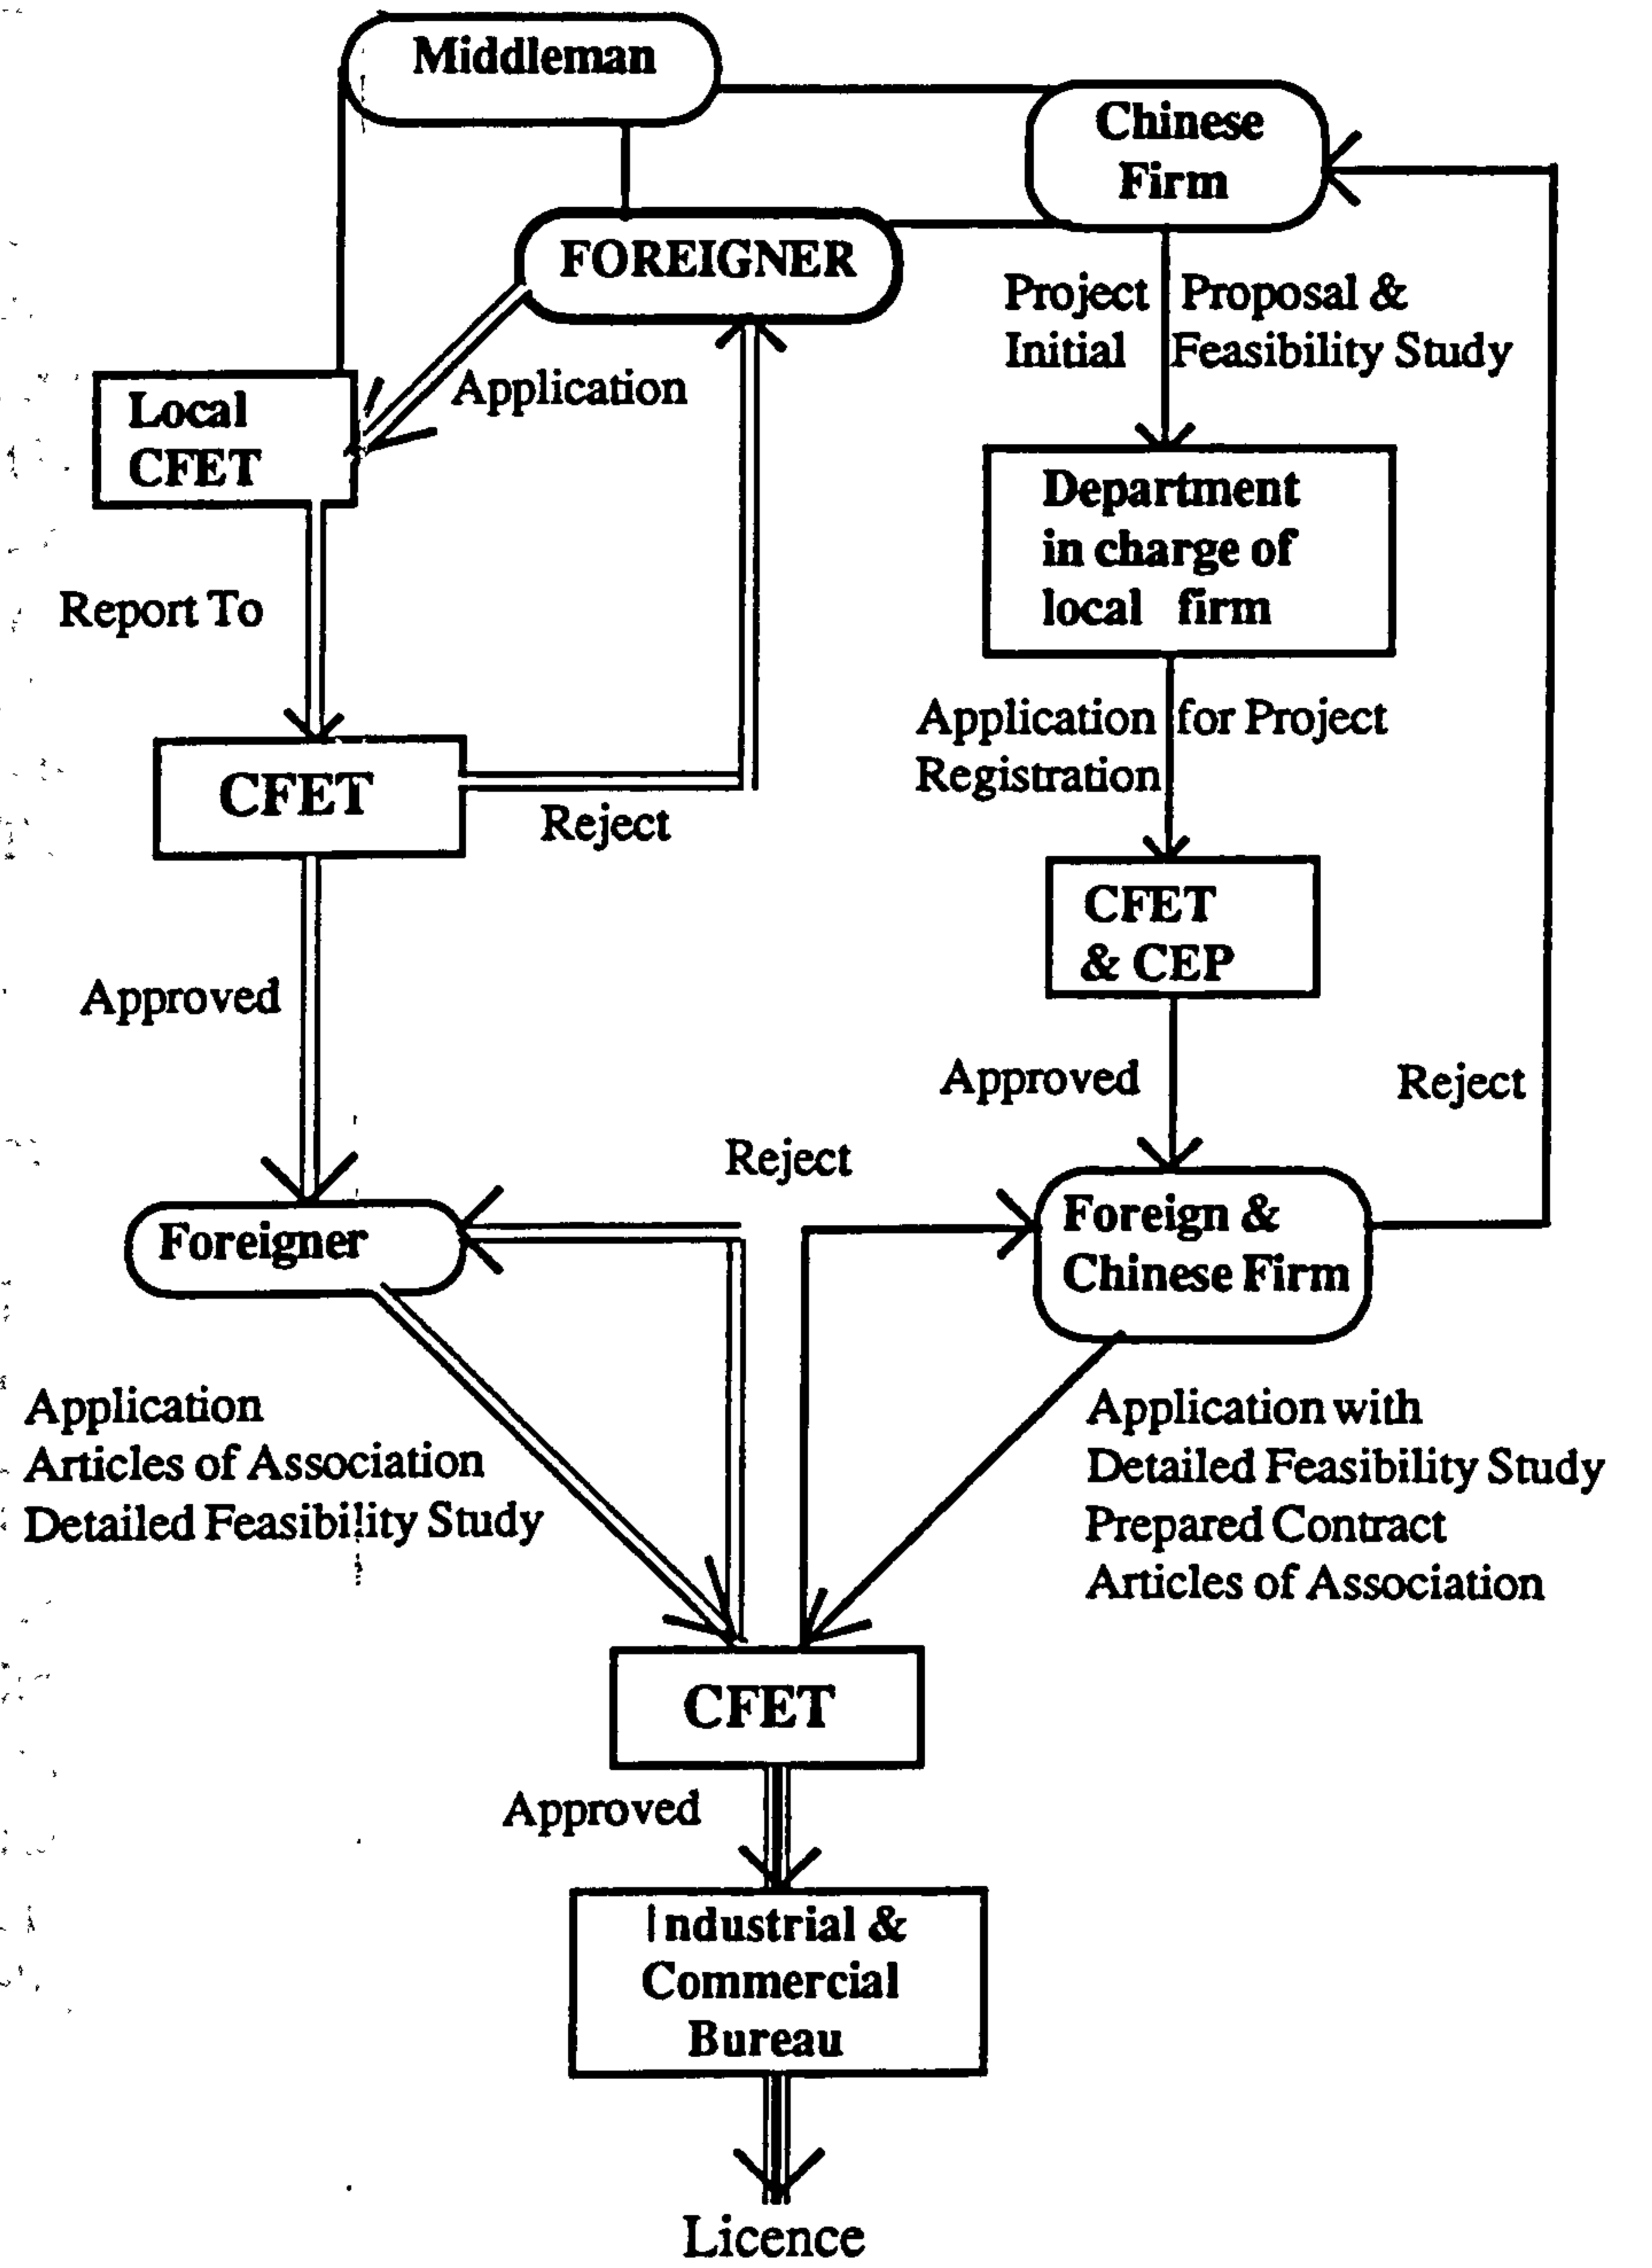 Middleman
Chinese
Firm
FOREIGNER
Project Proposal &
Initial Feasibility Study
Application
Local
CFET
Department
in charge of
local firm
Report To
Application for Project
Registration
CFET
Reject
CFET
& CEP
Approved
Approved
Reject
Reject
Foreigner
Foreign &
Chinese Firm
Application
Articles of Association
Detailed Feasibility Study
Application with
Detailed Feasibility Study
Prepared Contract
Articles of Association
CFET
Approved
Industrial &
Commercial
Bureau
Licence